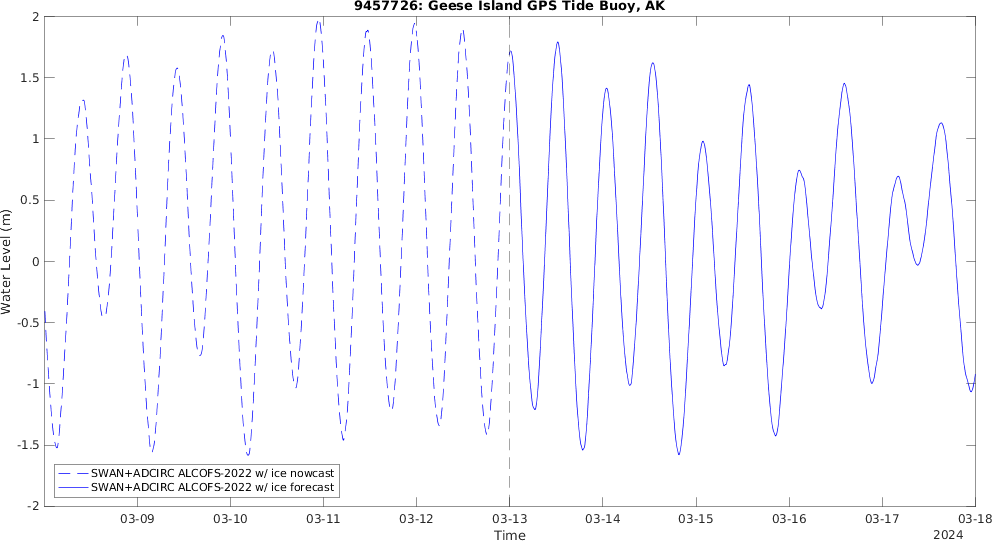 9457726: Geese Island GPS Tide Buoy, AK
2
1.5
1
0.5
0
-0.5
-1
-1.5
-2
Water Level (m)
SWAN+ADCIRC ALCOFS-2022 w/ ice nowcast
SWAN+ADCIRC ALCOFS-2022 w/ ice forecast
03-09 03-10 03-11 03-12 03-13 03-14 03-15 03-16 03-17 03-18
Time
2024